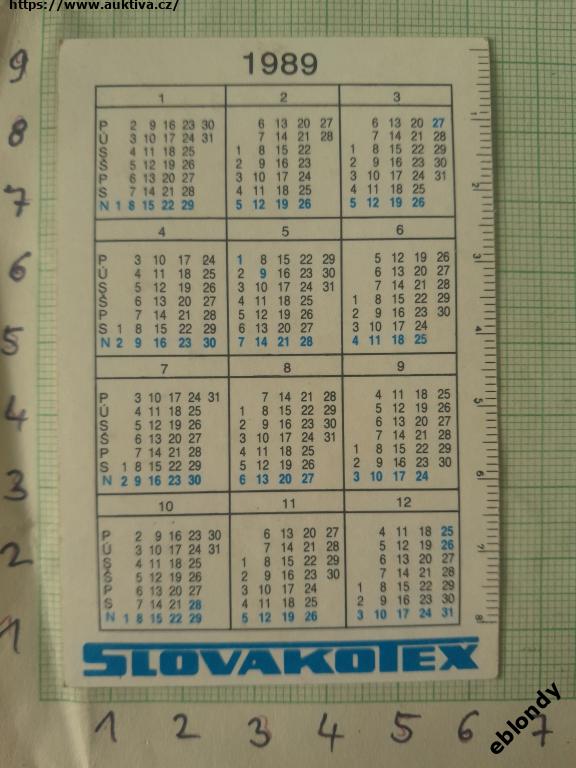 https://www.auktiva.cz/
1989
1 2 3
P 2 9 16 23 30 6 13 20 27 6 13 20 27
Ú 3 10 17 24 31 7 14 21 28 7 14 21 28
S 4 11 18 25 1 8 15 22 1 8 15 22 29
Š 5 12 19 26 2 9 16 23 2 9 16 23 30
P 6 13 20 27 3 10 17 24 3 10 17 24 31
S 7 14 21 28 4 11 18 25 4 11 18 25
N 1 8 15 22 29 5 12 19 26 5 12 19 26
4 5 6
P 3 10 17 24 1 8 15 22 29 5 12 19 26
Ú 4 11 18 25 2 9 16 23 30 6 13 20 27
S 5 12 19 26 3 10 17 24 31 7 14 21 28
Š 6 13 20 27 4 11 18 25 1 8 15 22 29
P 7 14 21 28 5 12 19 26 2 9 16 23 30
S 1 8 15 22 29 6 13 20 27 3 10 17 24
N 2 9 16 23 30 7 14 21 28 4 11 18 25
7 8 9
P 3 10 17 24 31 7 14 21 28 4 11 18 25
Ú 4 11 18 25 1 8 15 22 29 5 12 19 26
S 5 12 19 26 2 9 16 23 30 6 13 20 27
Š 6 13 20 27 3 10 17 24 31 7 14 21 28
P 7 14 21 28 4 11 18 25 1 8 15 22 29
S 1 8 15 22 29 5 12 19 26 2 9 16 23 30
N 2 9 16 23 30 6 13 20 27 3 10 17 24
10 11 12
P 2 9 16 23 30 6 13 20 27 4 11 18 25
Ú 3 10 17 24 31 7 14 21 28 5 12 19 26
S 4 11 18 25 1 8 15 22 29 6 13 20 27
Š 5 12 19 26 2 9 16 23 30 7 14 21 28
P 6 13 20 27 3 10 17 24 1 8 15 22 29
S 7 14 21 28 4 11 18 25 2 9 16 23 30
N 1 8 15 22 29 5 12 19 26 3 10 17 24 31
SLOVAKOTEX
1 2 3 4 5 6 7 8
9
8
7
6
5
4
3
2
1
1 2 3 4 5 6 7
eblondy